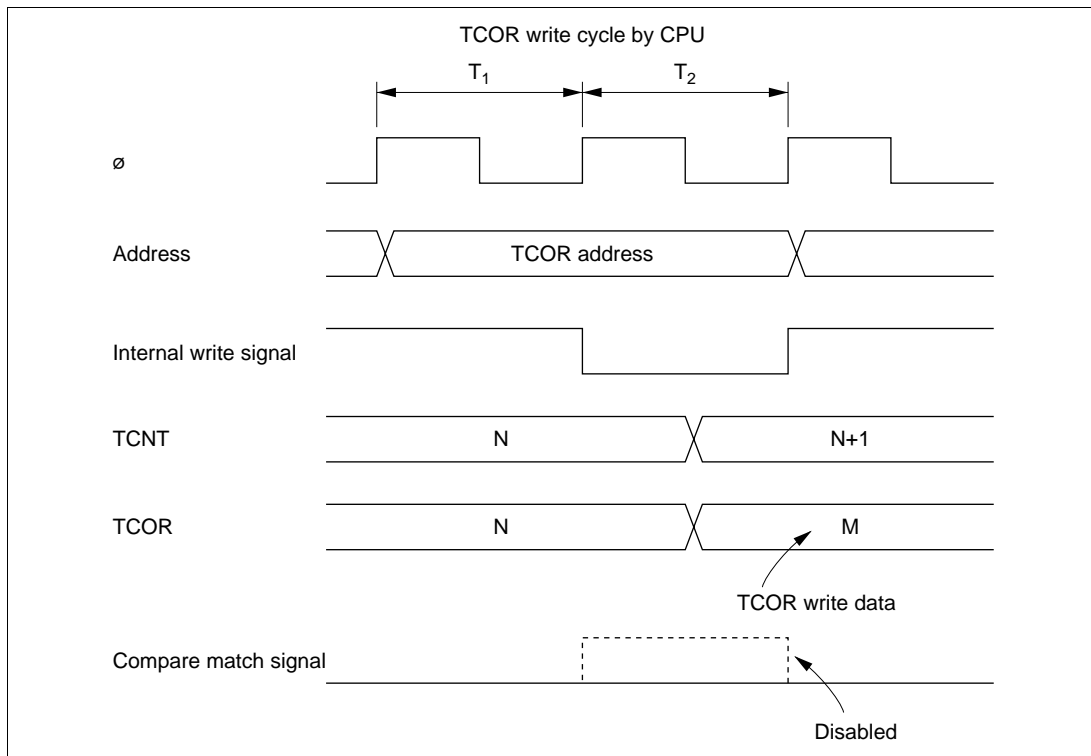 TCOR write cycle by CPU
T1 T2
ø
Address TCOR address
Internal write signal
TCNT N N+1
TCOR N M
TCOR write data
Compare match signal
Disabled